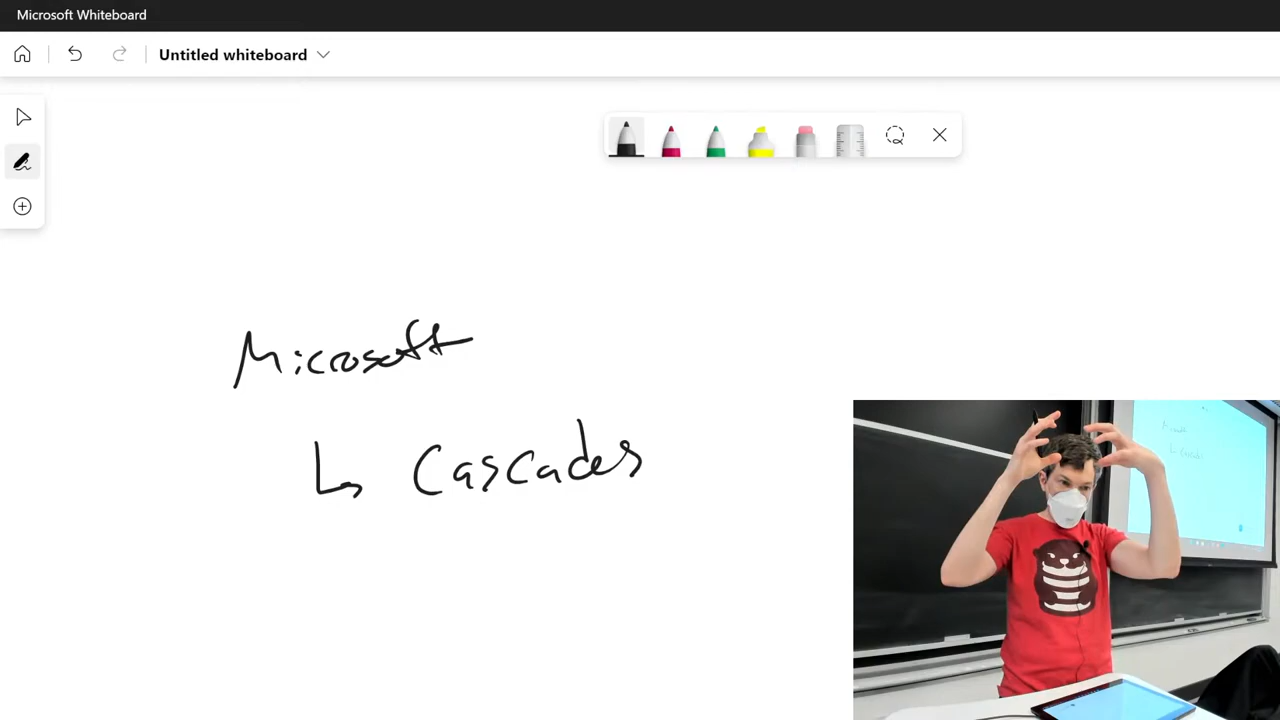 Microsoft Whiteboard
Untitled whiteboard
Microsoft
↳ Cascades